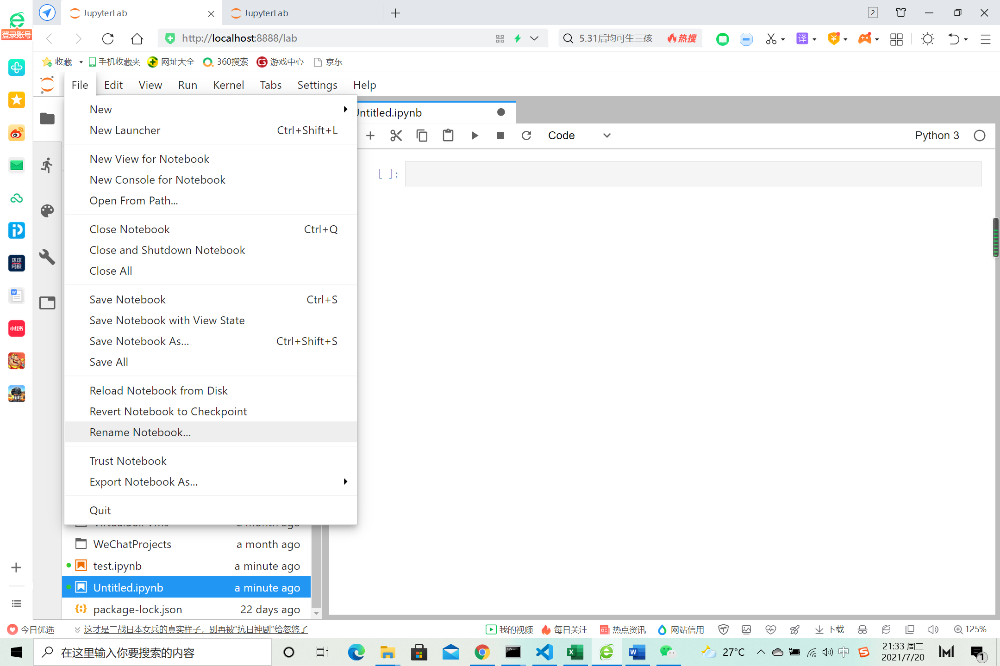 JupyterLab
JupyterLab
2
登录账号
http://localhost:8888/lab
5.31后均可生三孩
热搜
译
收藏
手机收藏夹
网址大全
360搜索
游戏中心
京东
File Edit View Run Kernel Tabs Settings Help
New
New Launcher Ctrl+Shift+L
New View for Notebook
New Console for Notebook
Open From Path...
Close Notebook Ctrl+Q
Close and Shutdown Notebook
Close All
Save Notebook Ctrl+S
Save Notebook with View State
Save Notebook As... Ctrl+Shift+S
Save All
Reload Notebook from Disk
Revert Notebook to Checkpoint
Rename Notebook...
Trust Notebook
Export Notebook As...
Quit
ntitled.ipynb
Code
Python 3
[ ]:
环球网校
小红书
WeChatProjects a month ago
test.ipynb a minute ago
Untitled.ipynb a minute ago
package-lock.json 22 days ago
今日优选
这才是二战日本女兵的真实样子，别再被“抗日神剧”给忽悠了
我的视频
每日关注
热点资讯
网站信用
下载
125%
在这里输入你要搜索的内容
27°C
中
21:33 周二
2021/7/20
1